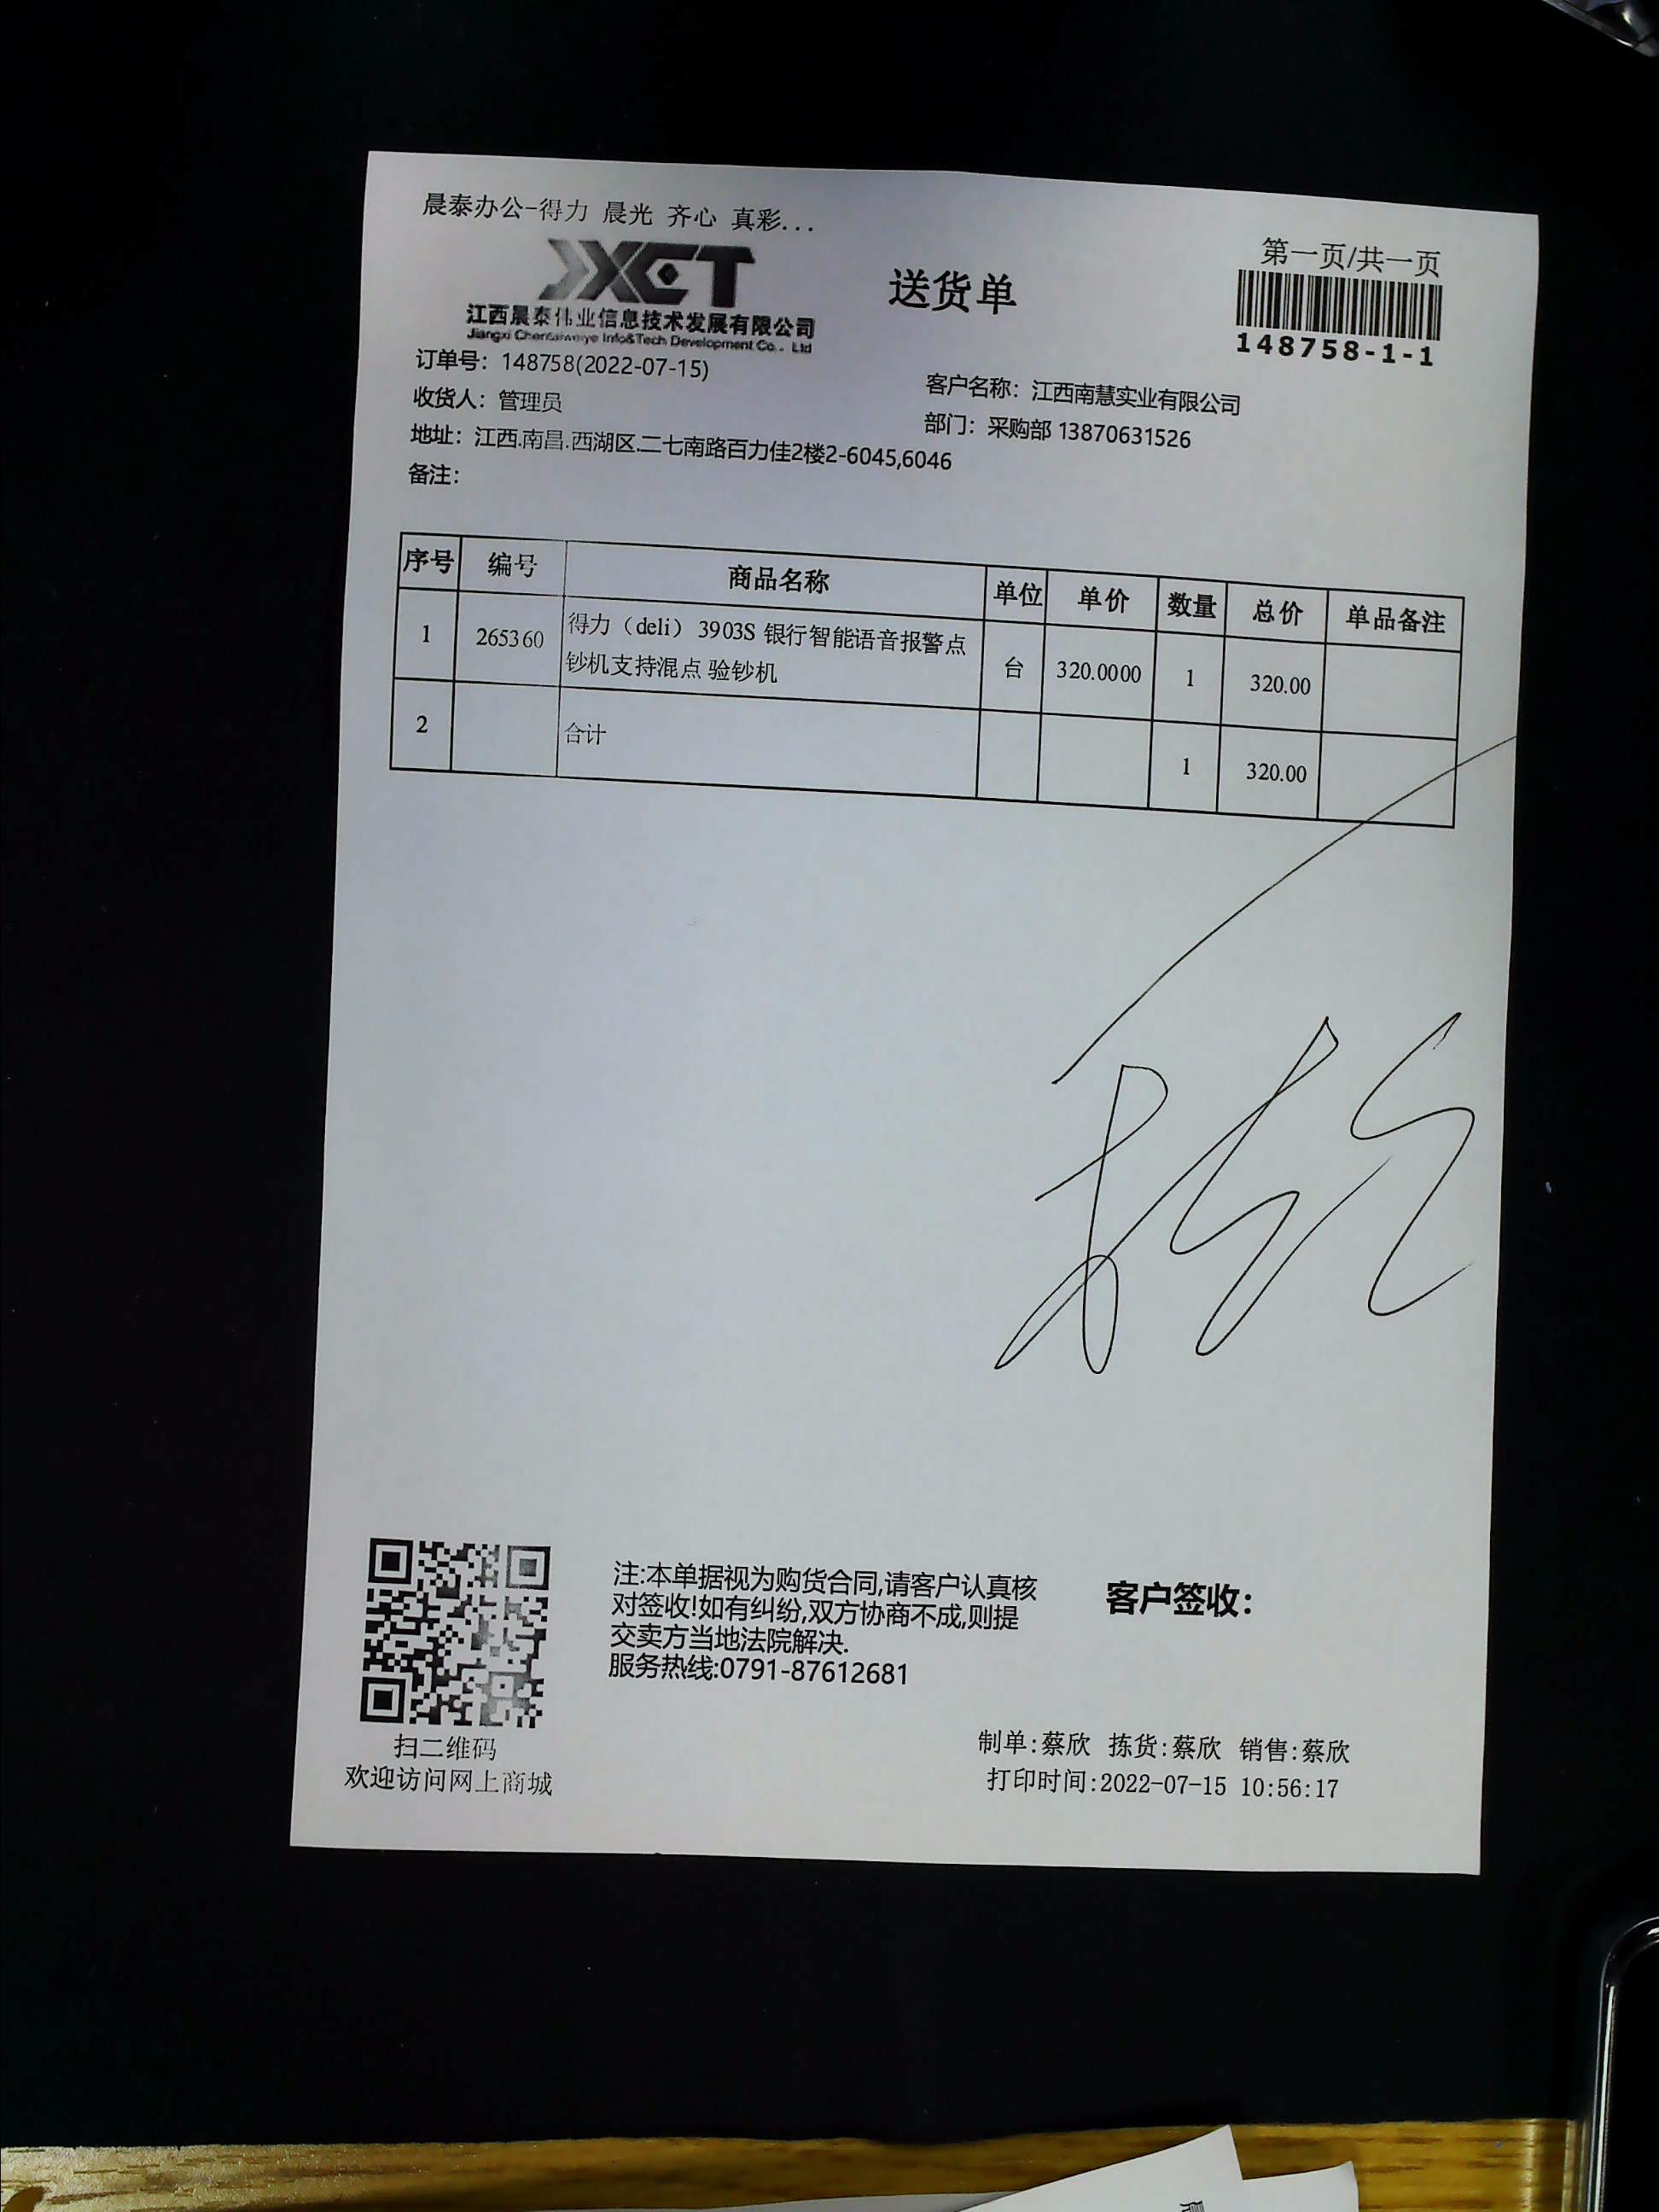 晨泰办公-得力 晨光 齐心 真彩...
第一页/共一页
JXCT
送货单
江西晨泰伟业信息技术发展有限公司
Jiangxi Chentaiweiye Info&Tech Development Co., Ltd
148758-1-1
订单号: 148758(2022-07-15)
客户名称: 江西南慧实业有限公司
收货人: 管理员
部门: 采购部 13870631526
地址: 江西.南昌.西湖区.二七南路百力佳2楼2-6045,6046
备注:
序号 编号 商品名称 单位 单价 数量 总价 单品备注
1 265360 得力（deli）3903S 银行智能语音报警点钞机支持混点 验钞机 台 320.0000 1 320.00
2 合计 1 320.00
注:本单据视为购货合同,请客户认真核
对签收!如有纠纷,双方协商不成,则提
交卖方当地法院解决.
服务热线:0791-87612681
客户签收:
扫二维码
欢迎访问网上商城
制单:蔡欣 拣货:蔡欣 销售:蔡欣
打印时间:2022-07-15 10:56:17